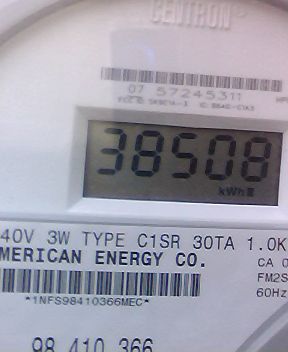 CENTRON
07 57245311
38508
kWh
40V 3W TYPE C1SR 30TA 1.0K
MERICAN ENERGY CO.
CA 0
FM2S
60Hz
*1NFS98410366MEC*
98 410 366